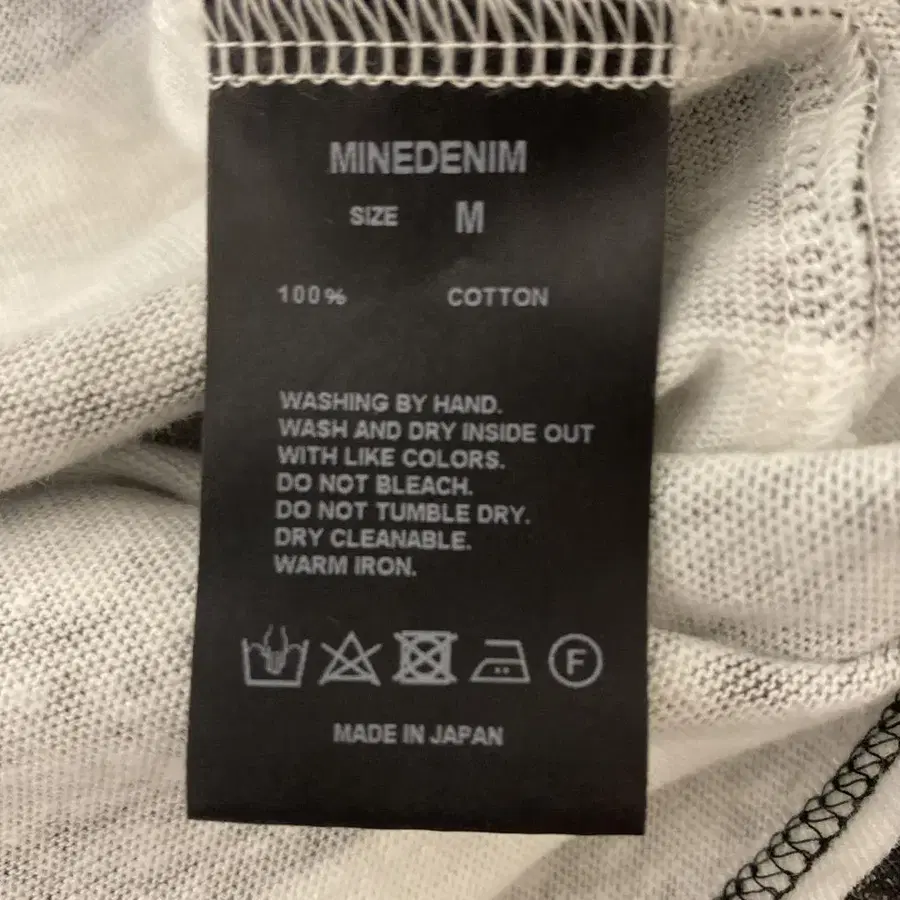 MINEDENIM
SIZE M
100% COTTON
WASHING BY HAND.
WASH AND DRY INSIDE OUT
WITH LIKE COLORS.
DO NOT BLEACH.
DO NOT TUMBLE DRY.
DRY CLEANABLE.
WARM IRON.
F
MADE IN JAPAN